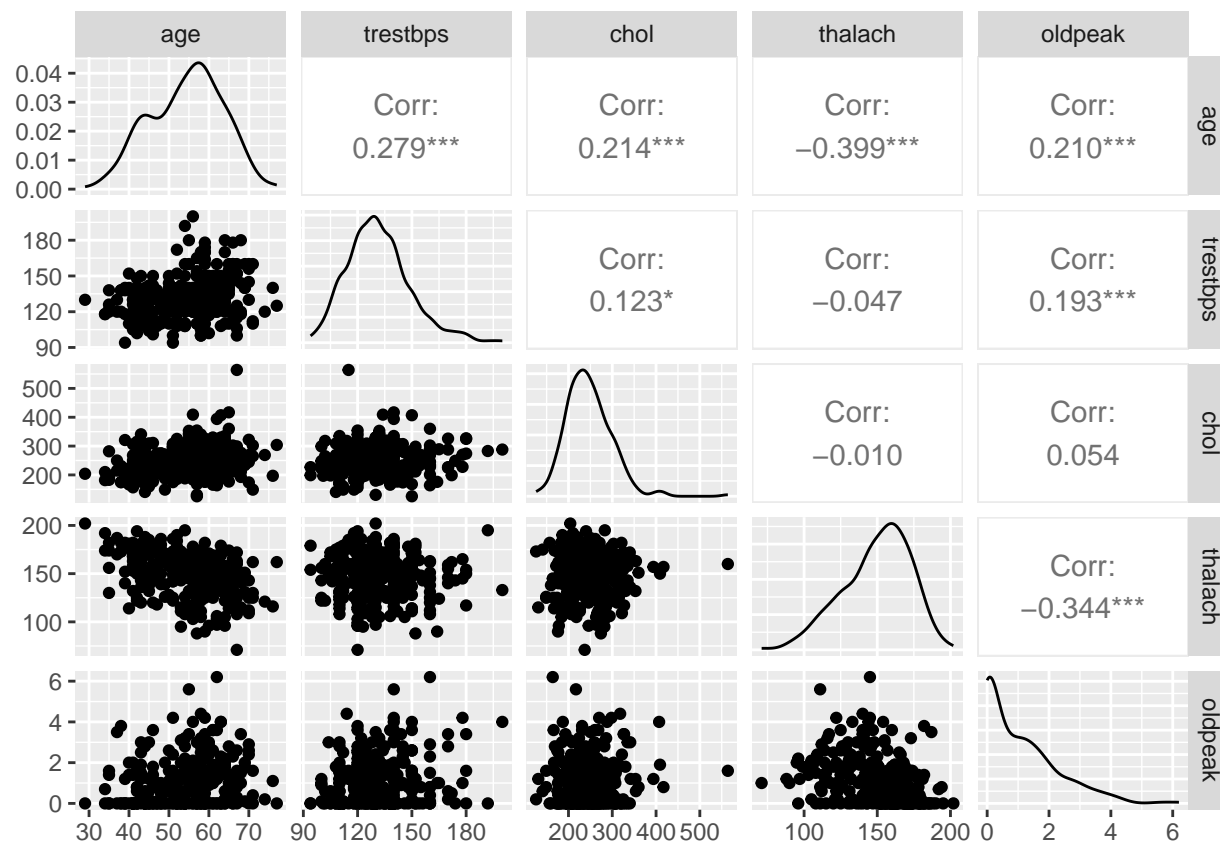 age trestbps chol thalach oldpeak
0.04
0.03
0.02
0.01
0.00
Corr:
0.279***
Corr:
0.214***
Corr:
−0.399***
Corr:
0.210***
age
180
150
120
90
Corr:
0.123*
Corr:
−0.047
Corr:
0.193***
trestbps
500
400
300
200
Corr:
−0.010
Corr:
0.054
chol
200
150
100
Corr:
−0.344***
thalach
6
4
2
0
oldpeak
30 40 50 60 70 90 120 150 180 200 300 400 500 100 150 200 0 2 4 6